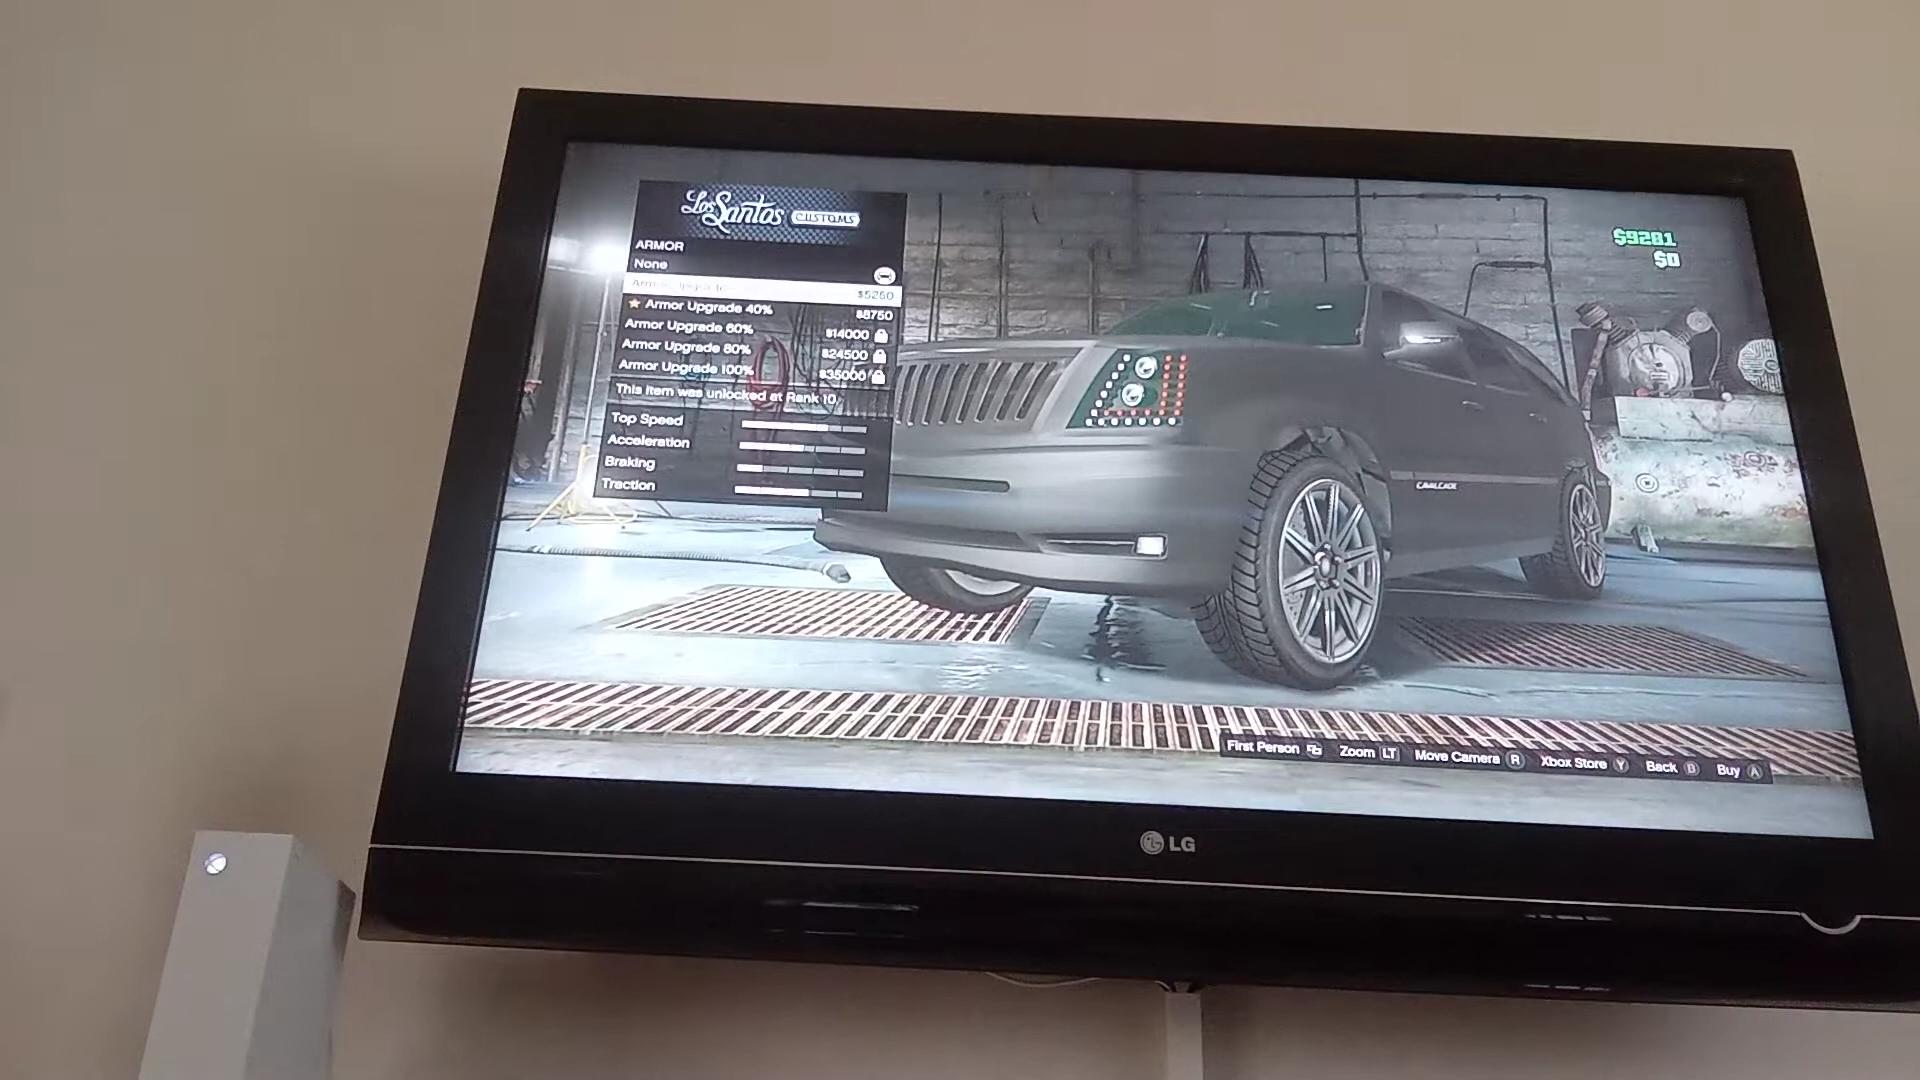 Los Santos CUSTOMS
$9281
$0
ARMOR
None
$5250
Armor Upgrade 40% $8750
Armor Upgrade 60% $14000
Armor Upgrade 80% $24500
Armor Upgrade 100% $35000
This item was unlocked at Rank 10.
Top Speed
Acceleration
Braking
Traction
CAVALCADE
First Person Zoom LT Move Camera R Xbox Store Y Back B Buy A
LG